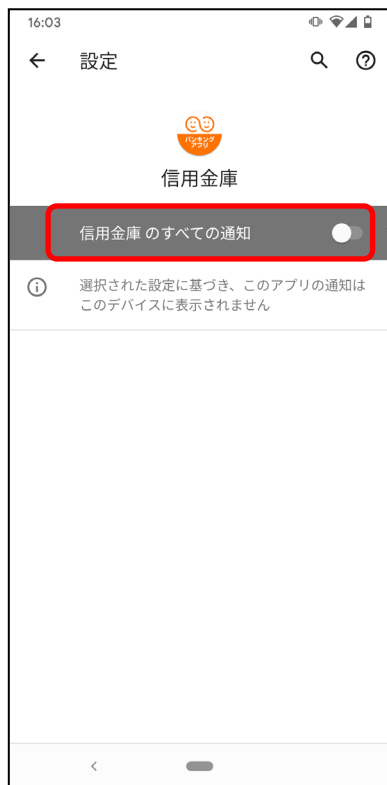 16:03
設定
バンキング
アプリ
信用金庫
信用金庫 のすべての通知
選択された設定に基づき、このアプリの通知は
このデバイスに表示されません